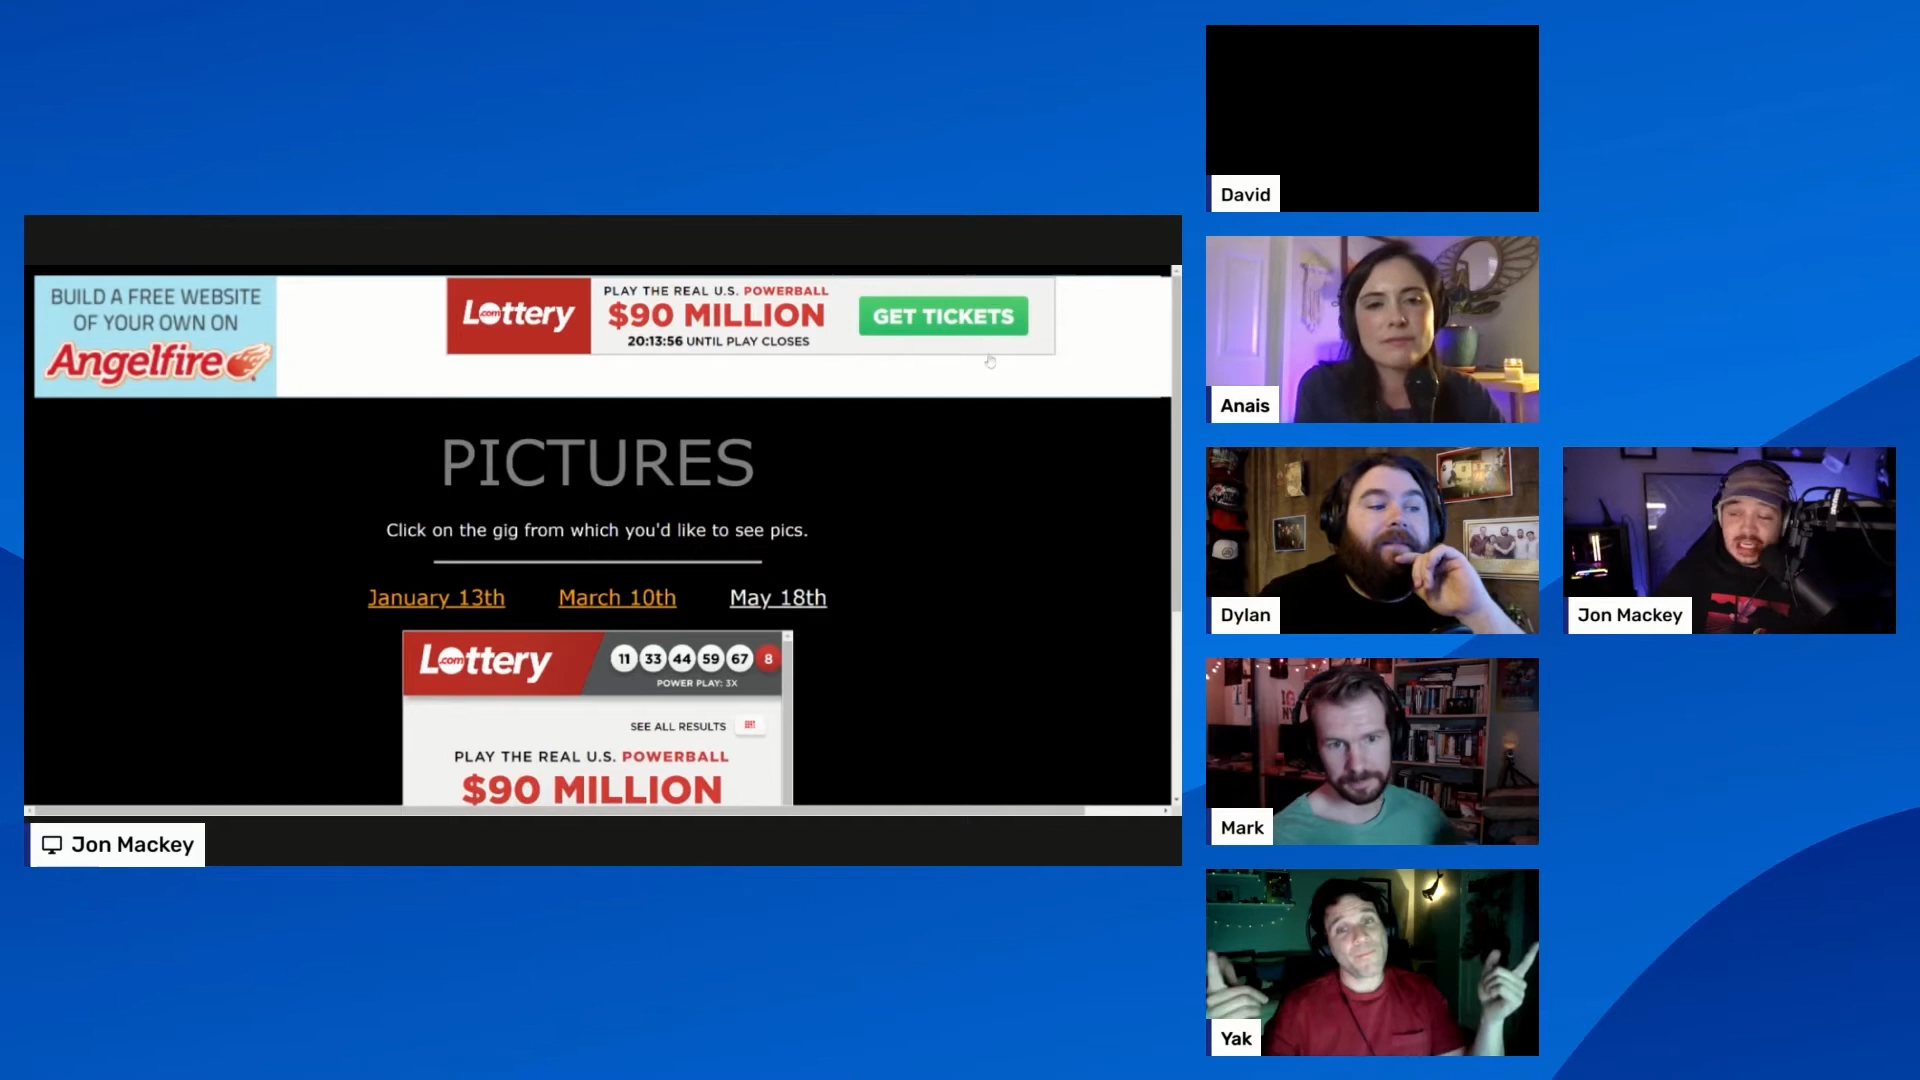 BUILD A FREE WEBSITE
OF YOUR OWN ON
Angelfire
Lottery
.com
PLAY THE REAL U.S. POWERBALL
$90 MILLION
20:13:56 UNTIL PLAY CLOSES
GET TICKETS
PICTURES
Click on the gig from which you'd like to see pics.
January 13th
March 10th
May 18th
Lottery
.com
11 33 44 59 67 8
POWER PLAY: 3X
SEE ALL RESULTS
PLAY THE REAL U.S. POWERBALL
$90 MILLION
Jon Mackey
David
Anais
Dylan
Jon Mackey
Mark
Yak